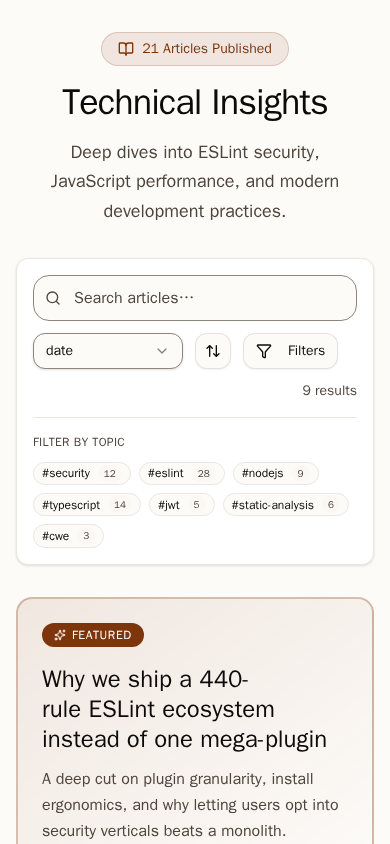 21 Articles Published
Technical Insights
Deep dives into ESLint security,
JavaScript performance, and modern
development practices.
Search articles···
date
Filters
9 results
FILTER BY TOPIC
#security 12 #eslint 28 #nodejs 9
#typescript 14 #jwt 5 #static-analysis 6
#cwe 3
FEATURED
Why we ship a 440-
rule ESLint ecosystem
instead of one mega-plugin
A deep cut on plugin granularity, install
ergonomics, and why letting users opt into
security verticals beats a monolith.